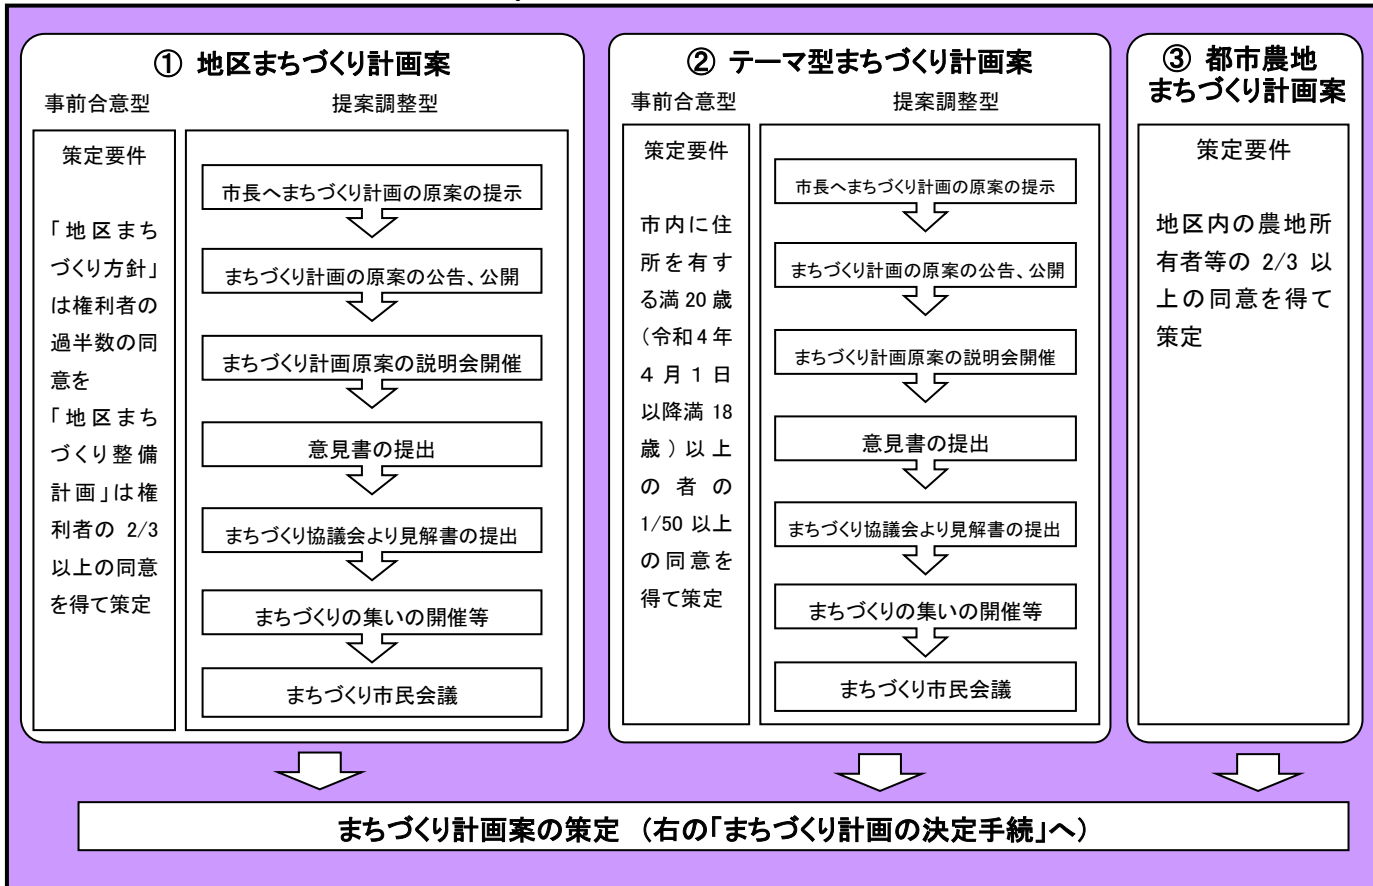 ① 地区まちづくり計画案
事前合意型
提案調整型
策定要件
「地区まち
づくり方針」
は権利者の
過半数の同
意を
「地区まち
づくり整備
計画」は権
利者の 2/3
以上の同意
を得て策定
市長へまちづくり計画の原案の提示
まちづくり計画の原案の公告、公開
まちづくり計画原案の説明会開催
意見書の提出
まちづくり協議会より見解書の提出
まちづくりの集いの開催等
まちづくり市民会議
② テーマ型まちづくり計画案
事前合意型
提案調整型
策定要件
市内に住
所を有す
る満 20 歳
（令和４年
４月１日
以降満 18
歳）以上
の者の
1/50 以上
の同意を
得て策定
市長へまちづくり計画の原案の提示
まちづくり計画の原案の公告、公開
まちづくり計画原案の説明会開催
意見書の提出
まちづくり協議会より見解書の提出
まちづくりの集いの開催等
まちづくり市民会議
③ 都市農地
まちづくり計画案
策定要件
地区内の農地所
有者等の 2/3 以
上の同意を得て
策定
まちづくり計画案の策定 （右の「まちづくり計画の決定手続」へ）